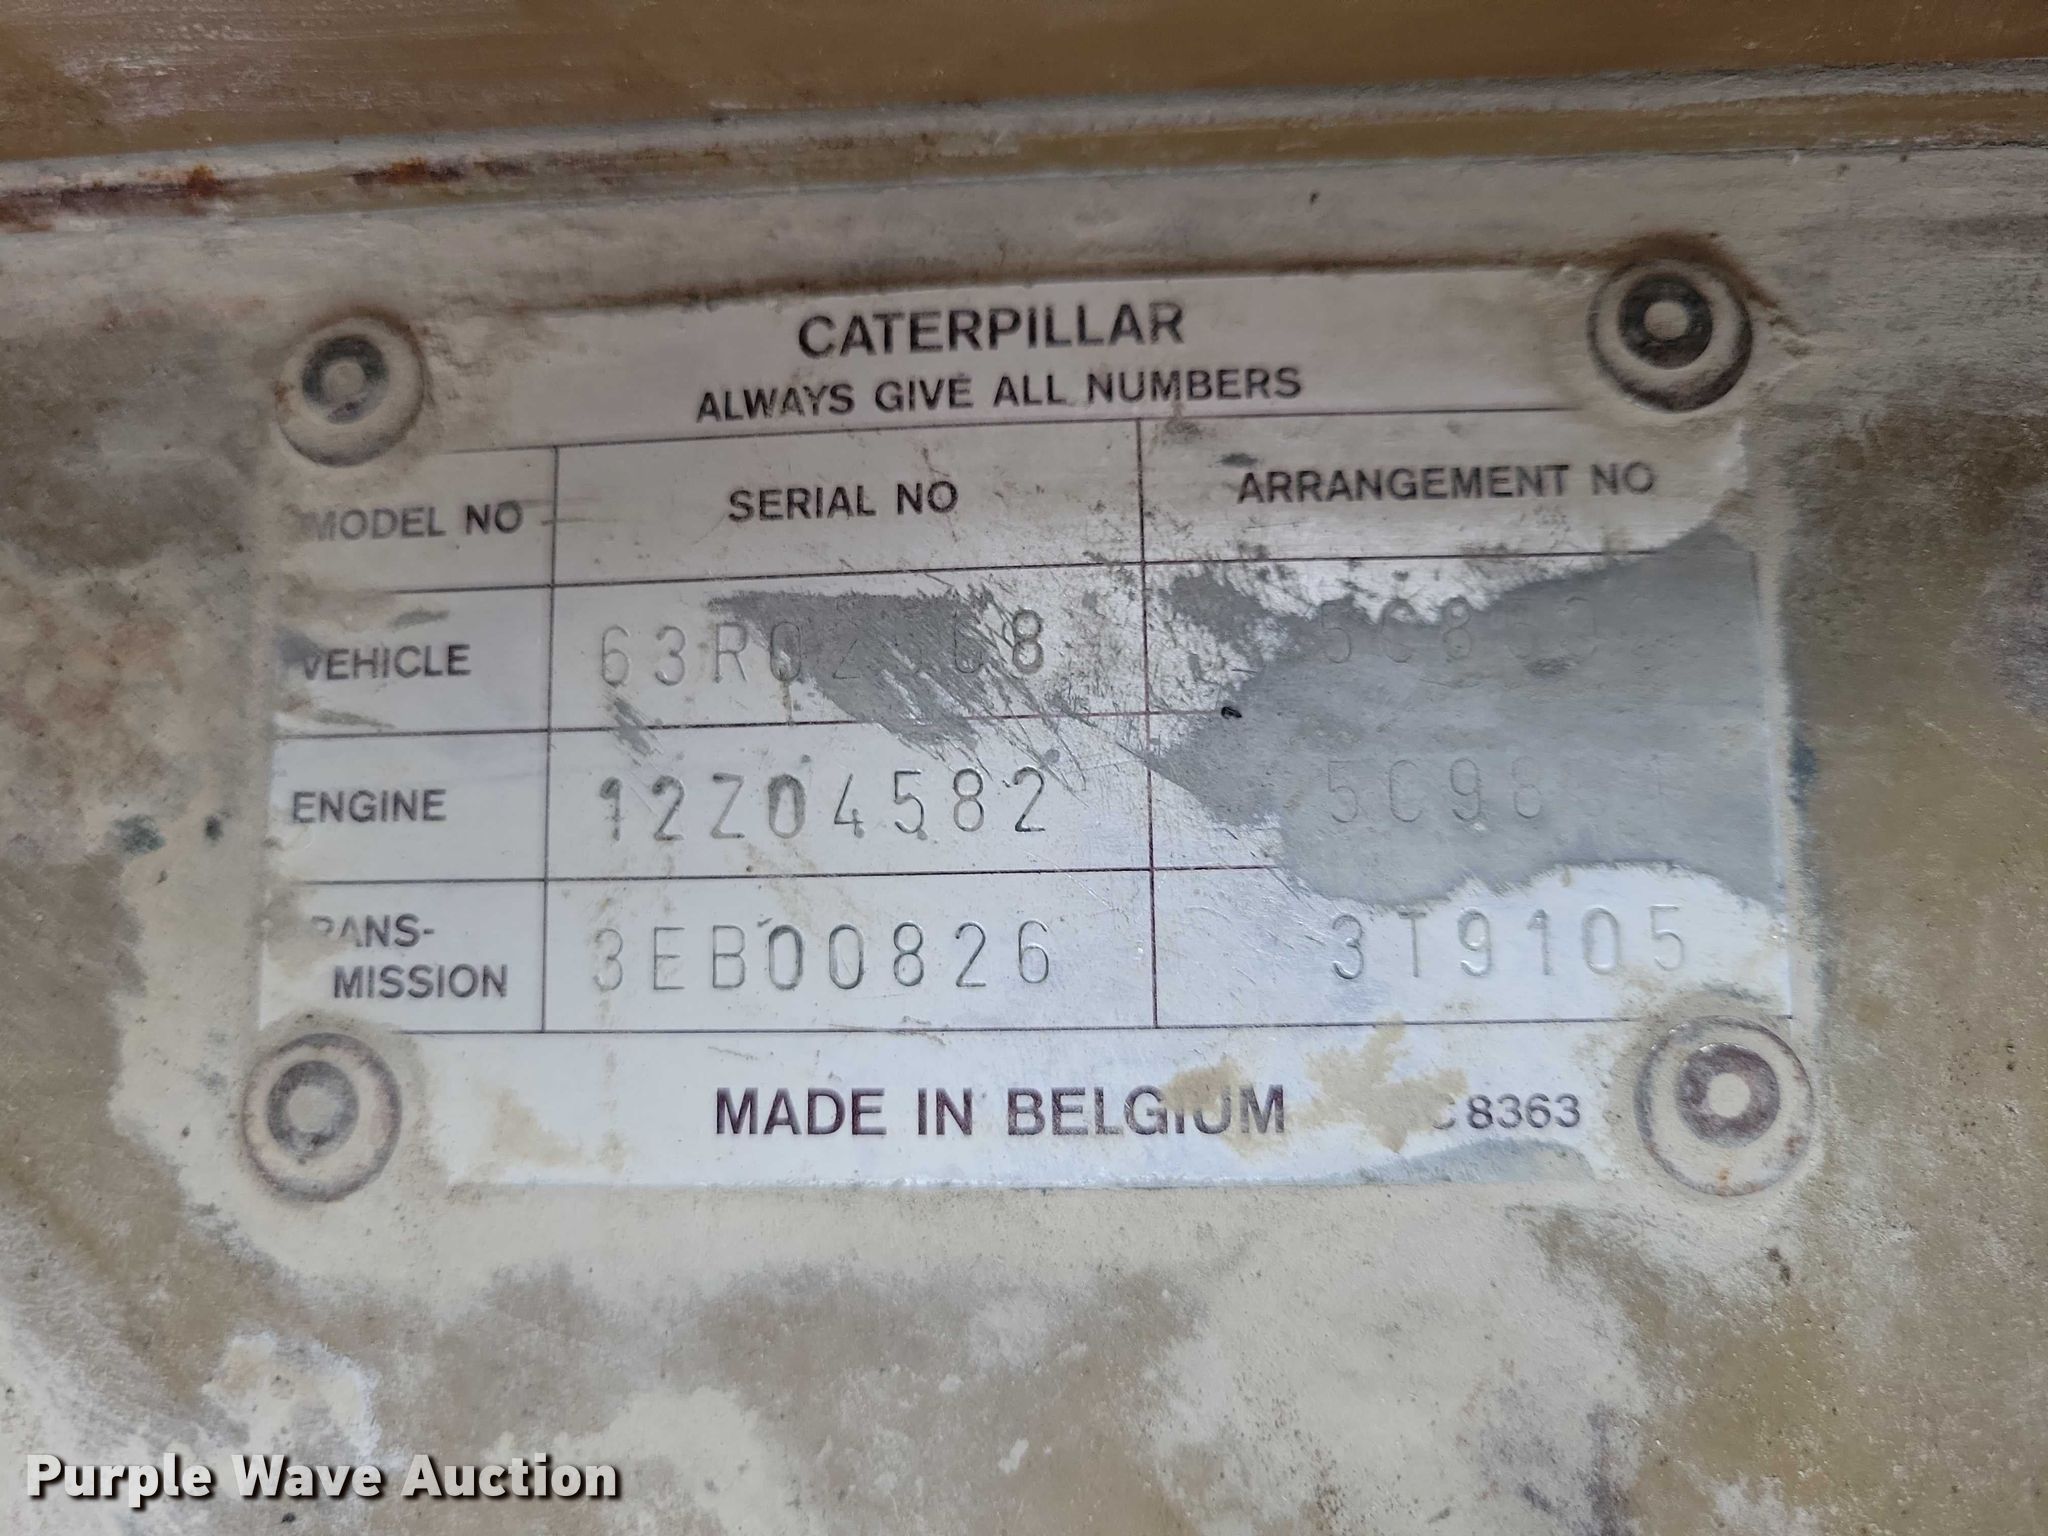 CATERPILLAR
ALWAYS GIVE ALL NUMBERS
MODEL NO SERIAL NO ARRANGEMENT NO
VEHICLE
ENGINE 12Z04582
TRANS-
MISSION 3EB00826 3T9105
MADE IN BELGIUM
Purple Wave Auction